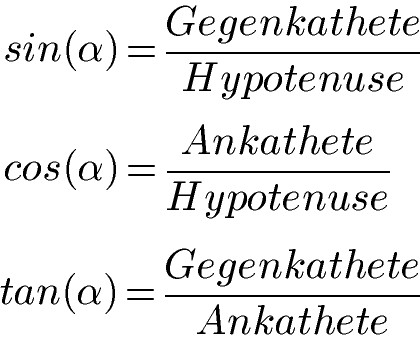 sin(α) = Gegenkathete / Hypotenuse
cos(α) = Ankathete / Hypotenuse
tan(α) = Gegenkathete / Ankathete